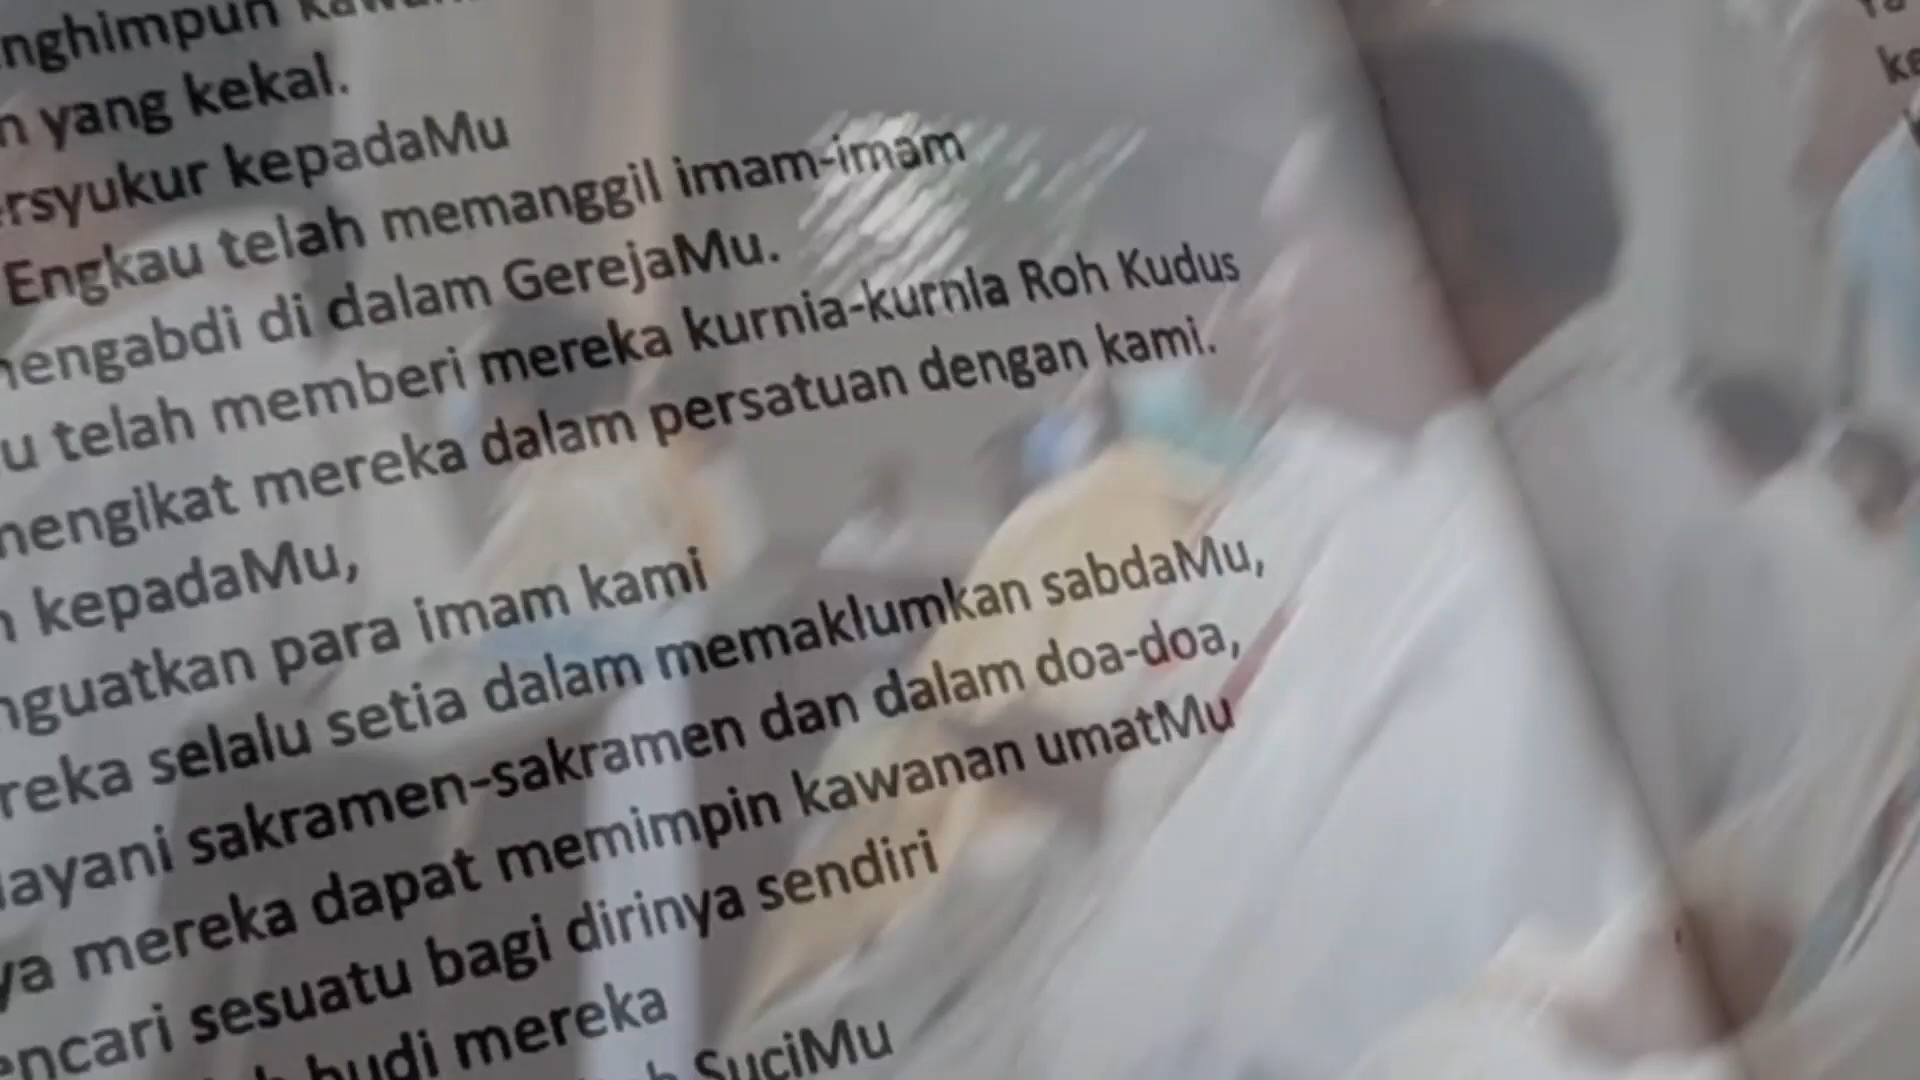 nghimpun
n yang kekal.
ersyukur kepadaMu
Engkau telah memanggil imam-imam
mengabdi di dalam GerejaMu.
u telah memberi mereka kurnia-kurnia Roh Kudus
mengikat mereka dalam persatuan dengan kami.
n kepadaMu,
nguatkan para imam kami
reka selalu setia dalam memaklumkan sabdaMu,
layani sakramen-sakramen dan dalam doa-doa,
ya mereka dapat memimpin kawanan umatMu
encari sesuatu bagi dirinya sendiri
budi mereka
h SuciMu